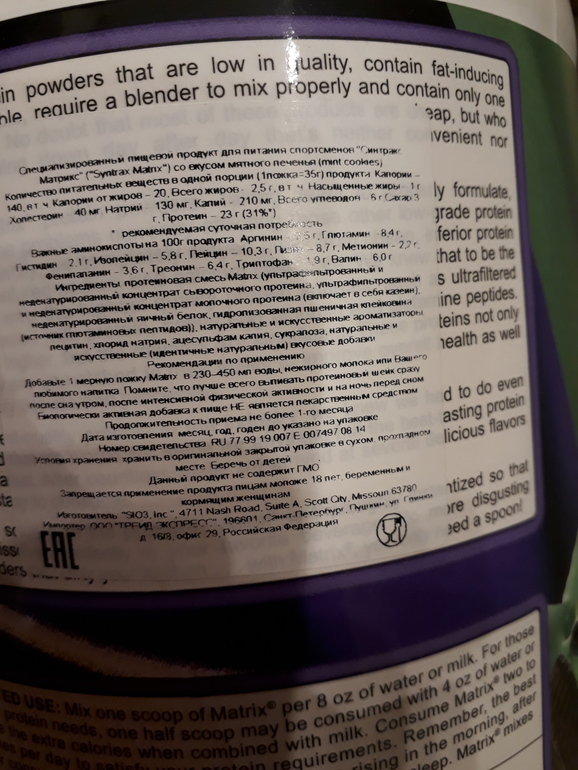 in powders that are low in quality, contain fat-inducing
require a blender to mix properly and contain only one
eap, but who
venient nor
Специализированный пищевой продукт для питания спортсменов "Синтракс
Матрикс" ("Syntrax Matrix") со вкусом мятного печенья (mint cookies)
Количество питательных веществ в одной порции (1 ложка=35г) продукта Калории –
140, в т ч Калории от жиров – 20, Всего жиров 2,5 г, в т ч Насыщенные жиры 1 г
Холестерин 40 мг Натрий 130 мг, Калий - 210 мг, Всего углеводов 6 г Сахар 3
г, Протеин – 23 г (31%*)
* рекомендуемая суточная потребность
Важные аминокислоты на 100г продукта Аргинин г, Глютамин 8,4г,
Гистидин 2,1 г, Изолейцин – 5,8 г, Лейцин – 10,3 г, – 8,7 г, Метионин – 2,2 г,
Фенилаланин - 3,6 г, Треонин – 6,4 г, Триптофан 1,9 г, Валин 6,0 г
Ингредиенты протеиновая смесь Matrix (ультрафильтрованный и
неденатурированный концентрат сывороточного протеина, ультрафильтрованный
и неденатурированный концентрат молочного протеина (включает в себя казеин),
неденатурированный яичный белок, гидролизованная пшеничная клейковина
(источник глютаминовых пептидов)), натуральные и искусственные ароматизаторы
лецитин, хлорид натрия, ацесульфам калия, сукралоза, натуральные и
искусственные (идентичные натуральным) вкусовые добавки
Рекомендации по применению
Добавьте 1 мерную ложку Matrix в 230–450 мл воды, нежирного молока или Вашего
любимого напитка Помните, что лучше всего выпивать протеиновый шейк сразу
после сна утром, после интенсивной физической активности и на ночь перед сном
Биологически активная добавка к пище НЕ является лекарственным средством
Продолжительность приема не более 1-го месяца
Дата изготовления месяц, год, годен до указано на упаковке
Номер свидетельства RU 77 99 19 007 Е 007497 08 14
Условия хранения хранить в оригинальной закрытой упаковке в сухом, прохладном
месте Беречь от детей
Данный продукт не содержит ГМО
Запрещается применение продукта лицам моложе 18 лет, беременным и
кормящим женщинам
Изготовитель "SIO3, Inc", 4711 Nash Road, Suite A, Scott City, Missouri 63780
Импортер ООО "ТРЕЙД ЭКСПРЕСС", 196601, Санкт-Петербург, Пушкин, ул Глинки
д 16/8, офис 29, Российская Федерация
EAC
ly formulate,
grade protein
ferior protein
that to be the
s ultrafiltered
ine peptides.
teins not only
health as well
d to do even
asting protein
licious flavors
ntized so that
ore disgusting
eed a spoon!
ders
TED USE: Mix one scoop of Matrix® per 8 oz of water or milk. For those
protein needs, one half scoop may be consumed with 4 oz of water or
the extra calories when combined with milk. Consume Matrix® two to
es per day to satisfy your protein requirements. Remember, the best
rising in the morning, after
leep. Matrix® mixes